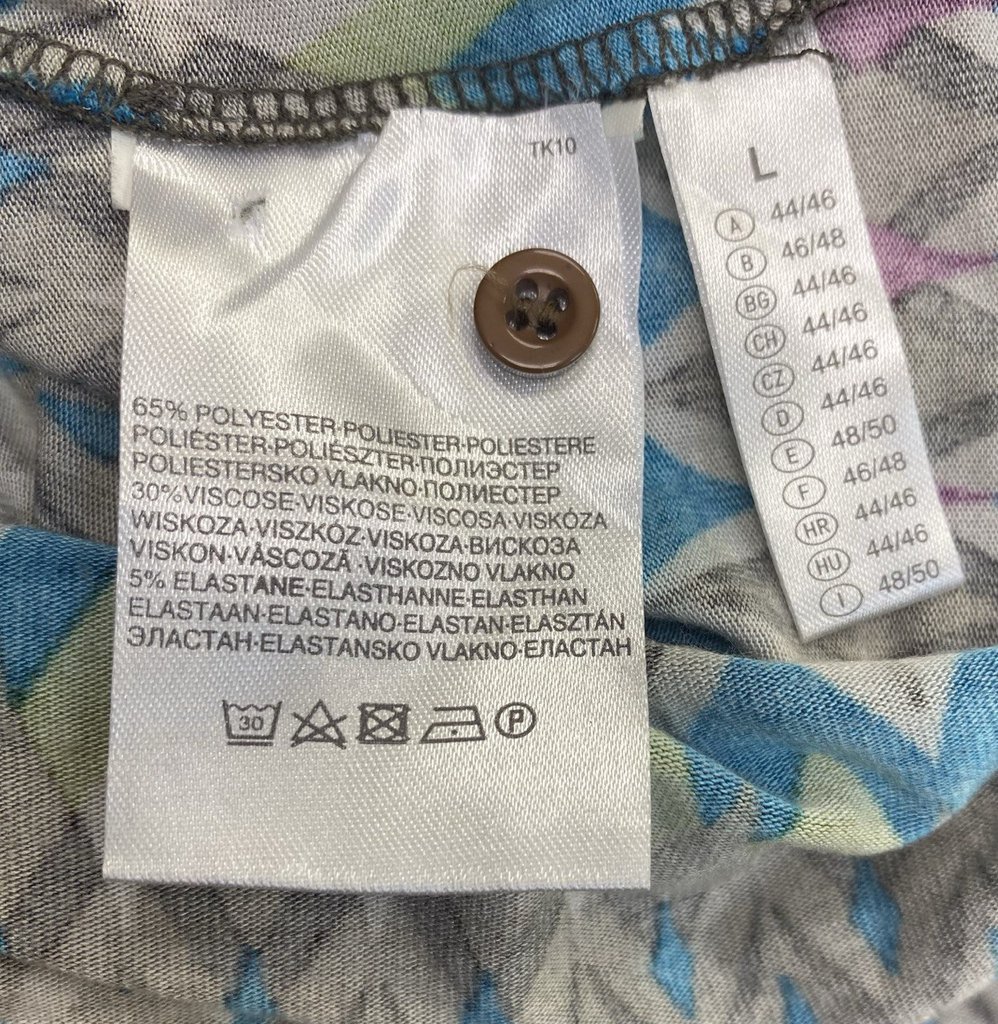 TK10
65% POLYESTER·POLIESTER·POLIESTERE
POLIÉSTER·POLIÉSZTER·ПОЛИЭСТЕР
POLIESTERSKO VLAKNO·ПОЛИЕСТЕР
30%VISCOSE·VISKOSE·VISCOSA·VISKÓZA
WISKOZA·VISZKÓZ·VISKOZA·ВИСКОЗА
VISKON·VÂSCOZĂ·VISKOZNO VLAKNO
5% ELASTANE·ELASTHANNE·ELASTHAN
ELASTAAN·ELASTANO·ELASTAN·ELASZTÁN
ЭЛАСТАН·ELASTANSKO VLAKNO·ЕЛАСТАН
30 P
L
A 44/46
B 46/48
BG 44/46
CH 44/46
CZ 44/46
D 44/46
E 48/50
F 46/48
HR 44/46
HU 44/46
I 48/50